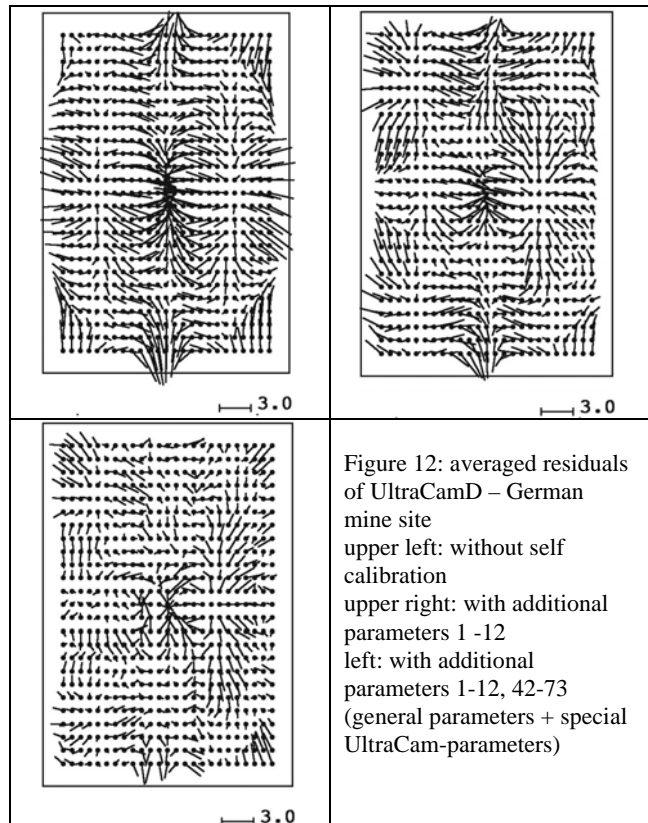 3.0
3.0
Figure 12: averaged residuals
of UltraCamD – German
mine site
upper left: without self
calibration
upper right: with additional
parameters 1 -12
left: with additional
parameters 1-12, 42-73
(general parameters + special
UltraCam-parameters)
3.0